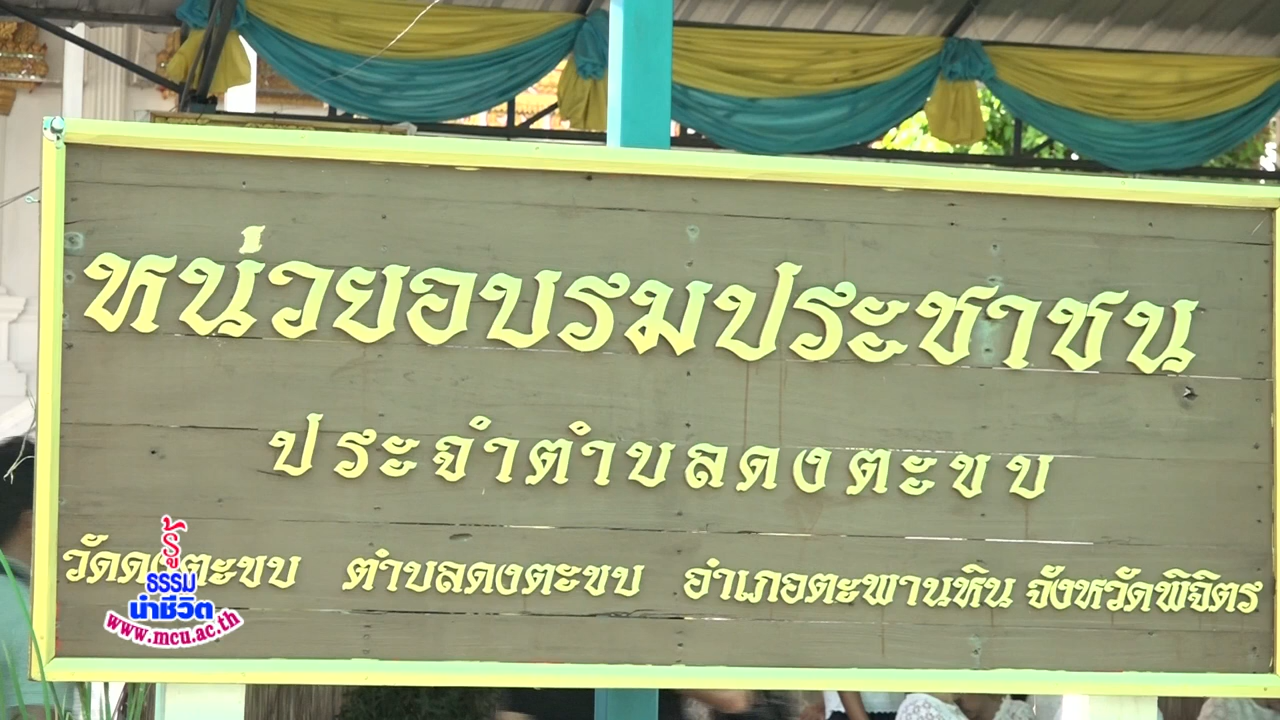 หน่วยอบรมประชาชน
ประจำตำบลดงตะขบ
วัดดงตะขบ ตำบลดงตะขบ อำเภอตะพานหิน จังหวัดพิจิตร
รู้
ธรรม
นำชีวิต
www.mcu.ac.th